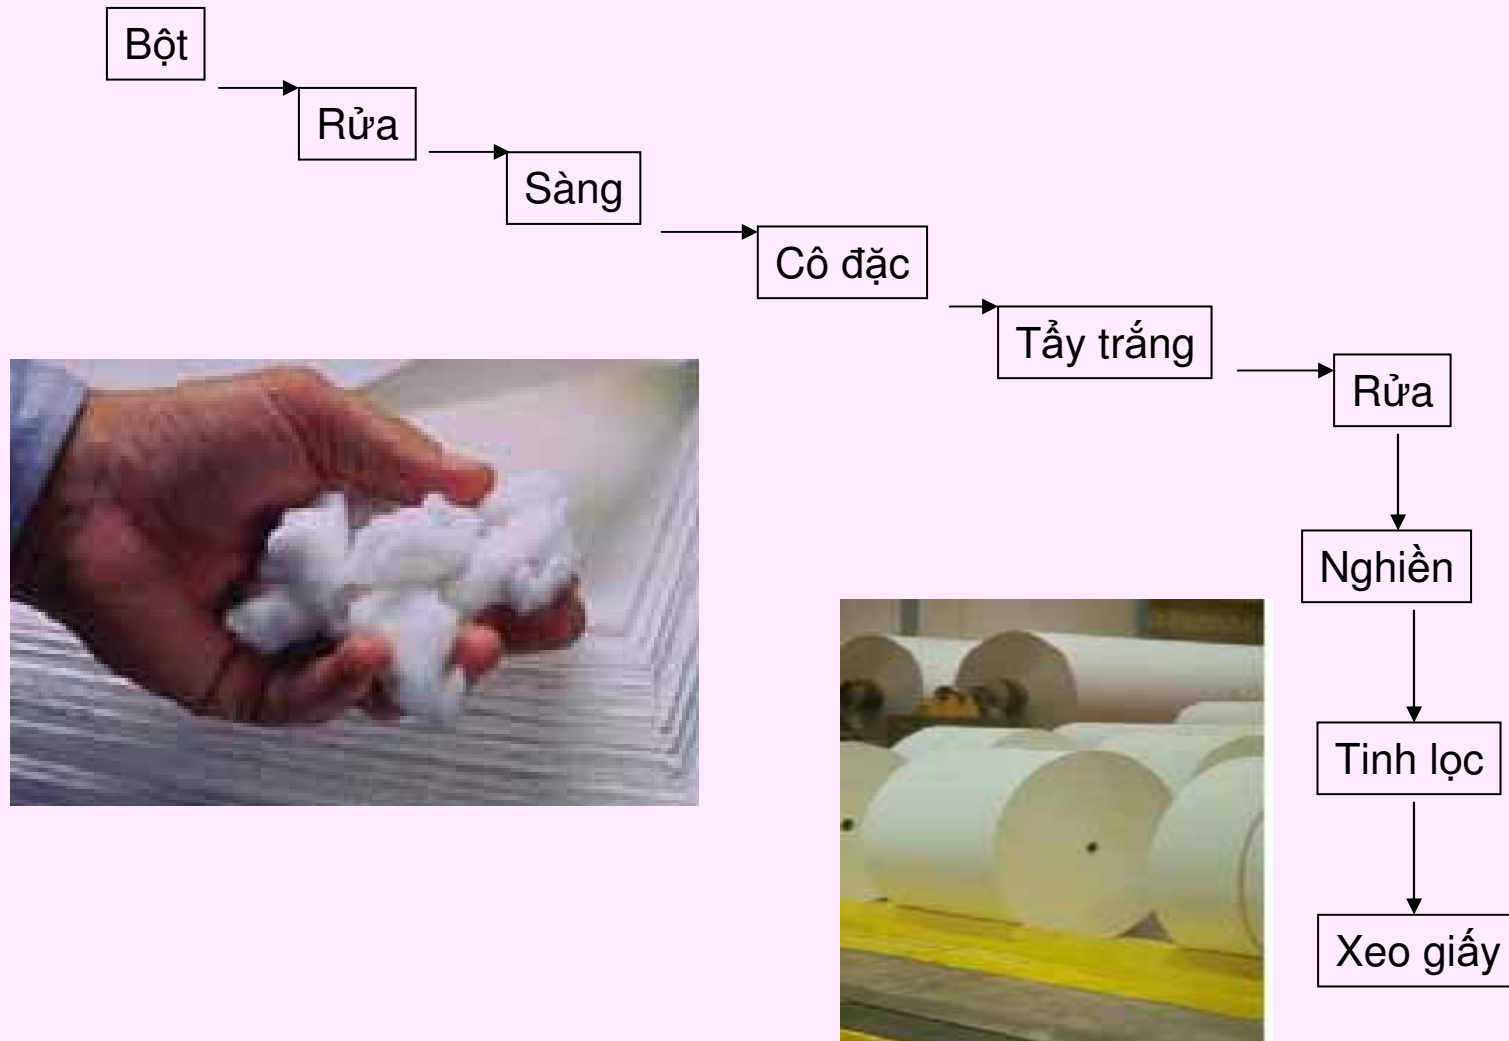 Bột
Rửa
Sàng
Cô đặc
Tẩy trắng
Rửa
Nghiền
Tinh lọc
Xeo giấy